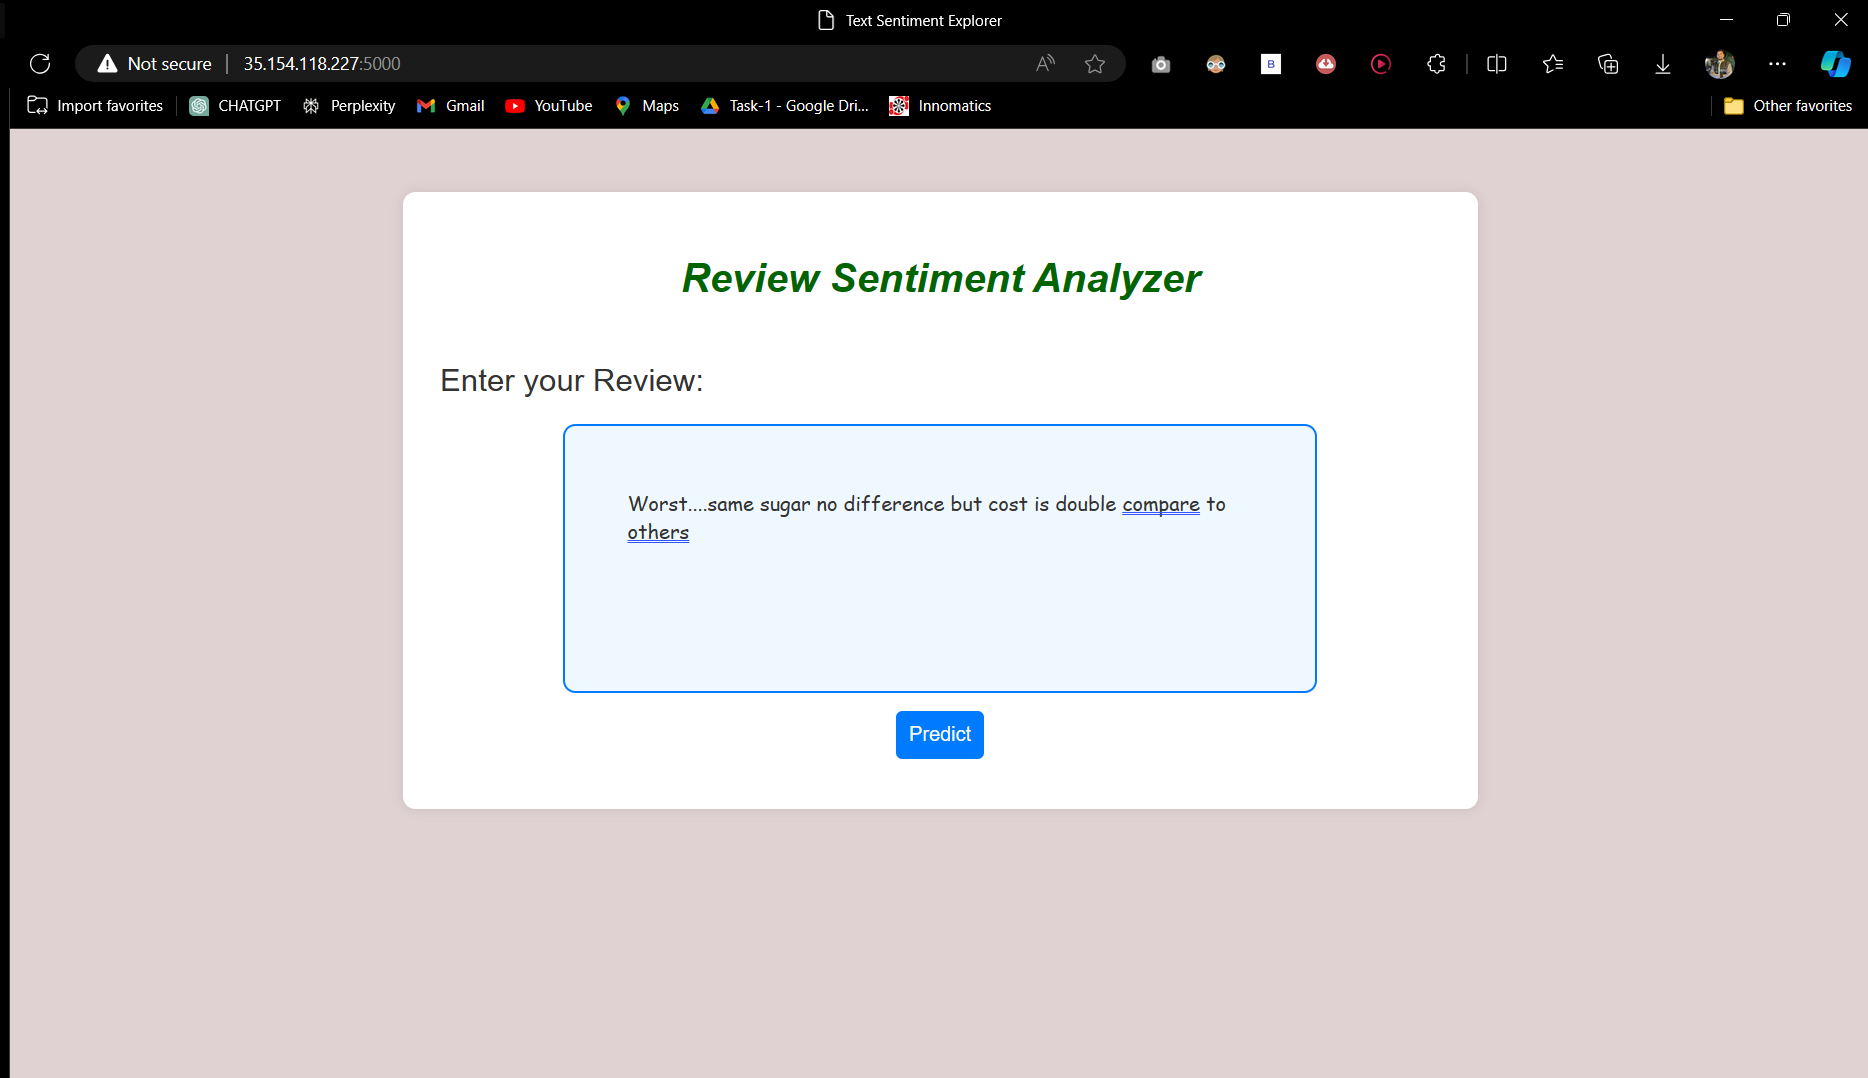 Text Sentiment Explorer
Not secure 35.154.118.227:5000
Import favorites CHATGPT Perplexity Gmail YouTube Maps Task-1 - Google Dri... Innomatics Other favorites
Review Sentiment Analyzer
Enter your Review:
Worst....same sugar no difference but cost is double compare to
others
Predict